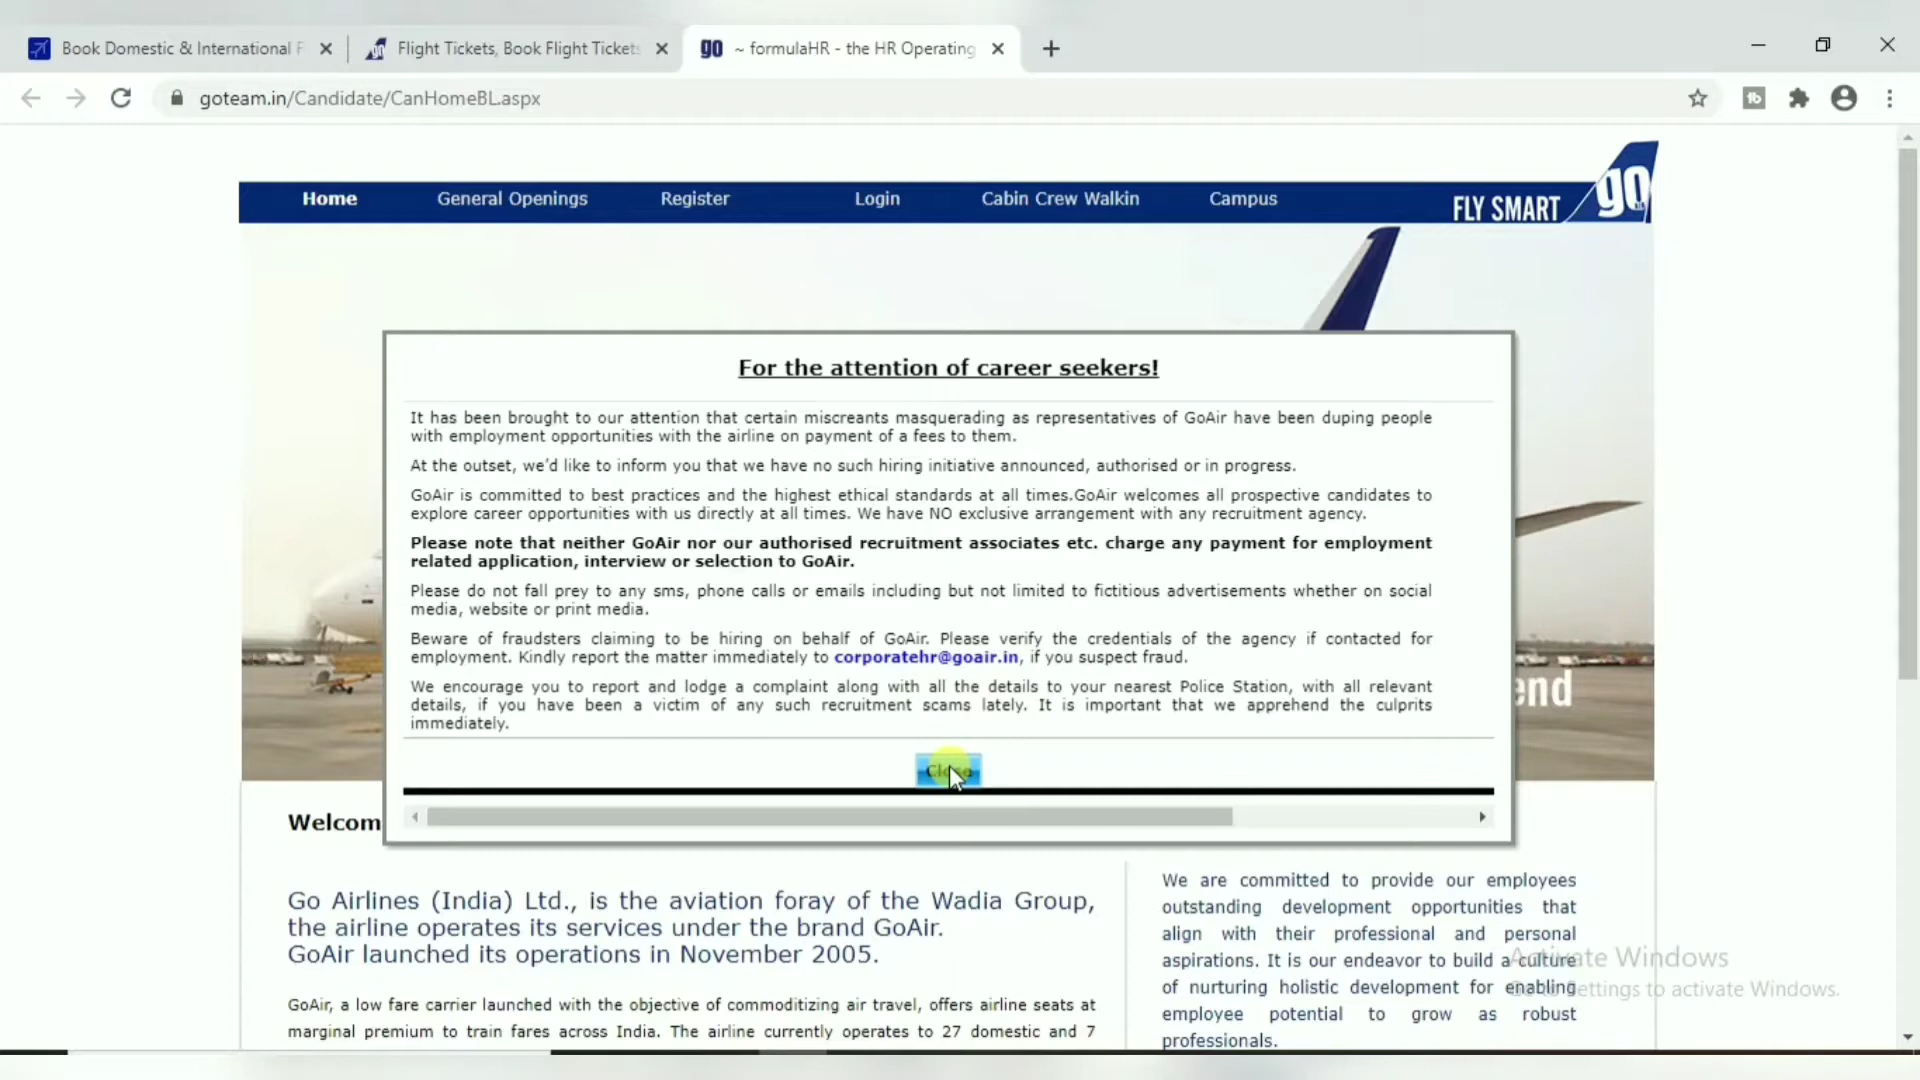 Book Domestic & International F
Flight Tickets, Book Flight Tickets
go ~ formulaHR - the HR Operating
goteam.in/Candidate/CanHomeBL.aspx
Home General Openings Register Login Cabin Crew Walkin Campus FLY SMART go
For the attention of career seekers!
It has been brought to our attention that certain miscreants masquerading as representatives of GoAir have been duping people
with employment opportunities with the airline on payment of a fees to them.
At the outset, we'd like to inform you that we have no such hiring initiative announced, authorised or in progress.
GoAir is committed to best practices and the highest ethical standards at all times.GoAir welcomes all prospective candidates to
explore career opportunities with us directly at all times. We have NO exclusive arrangement with any recruitment agency.
Please note that neither GoAir nor our authorised recruitment associates etc. charge any payment for employment
related application, interview or selection to GoAir.
Please do not fall prey to any sms, phone calls or emails including but not limited to fictitious advertisements whether on social
media, website or print media.
Beware of fraudsters claiming to be hiring on behalf of GoAir. Please verify the credentials of the agency if contacted for
employment. Kindly report the matter immediately to corporatehr@goair.in, if you suspect fraud.
We encourage you to report and lodge a complaint along with all the details to your nearest Police Station, with all relevant
details, if you have been a victim of any such recruitment scams lately. It is important that we apprehend the culprits
immediately.
end
Close
Welcom
Go Airlines (India) Ltd., is the aviation foray of the Wadia Group,
the airline operates its services under the brand GoAir.
GoAir launched its operations in November 2005.
GoAir, a low fare carrier launched with the objective of commoditizing air travel, offers airline seats at
marginal premium to train fares across India. The airline currently operates to 27 domestic and 7
We are committed to provide our employees
outstanding development opportunities that
align with their professional and personal
aspirations. It is our endeavor to build a culture
of nurturing holistic development for enabling
employee potential to grow as robust
professionals.
Activate Windows
Go to Settings to activate Windows.